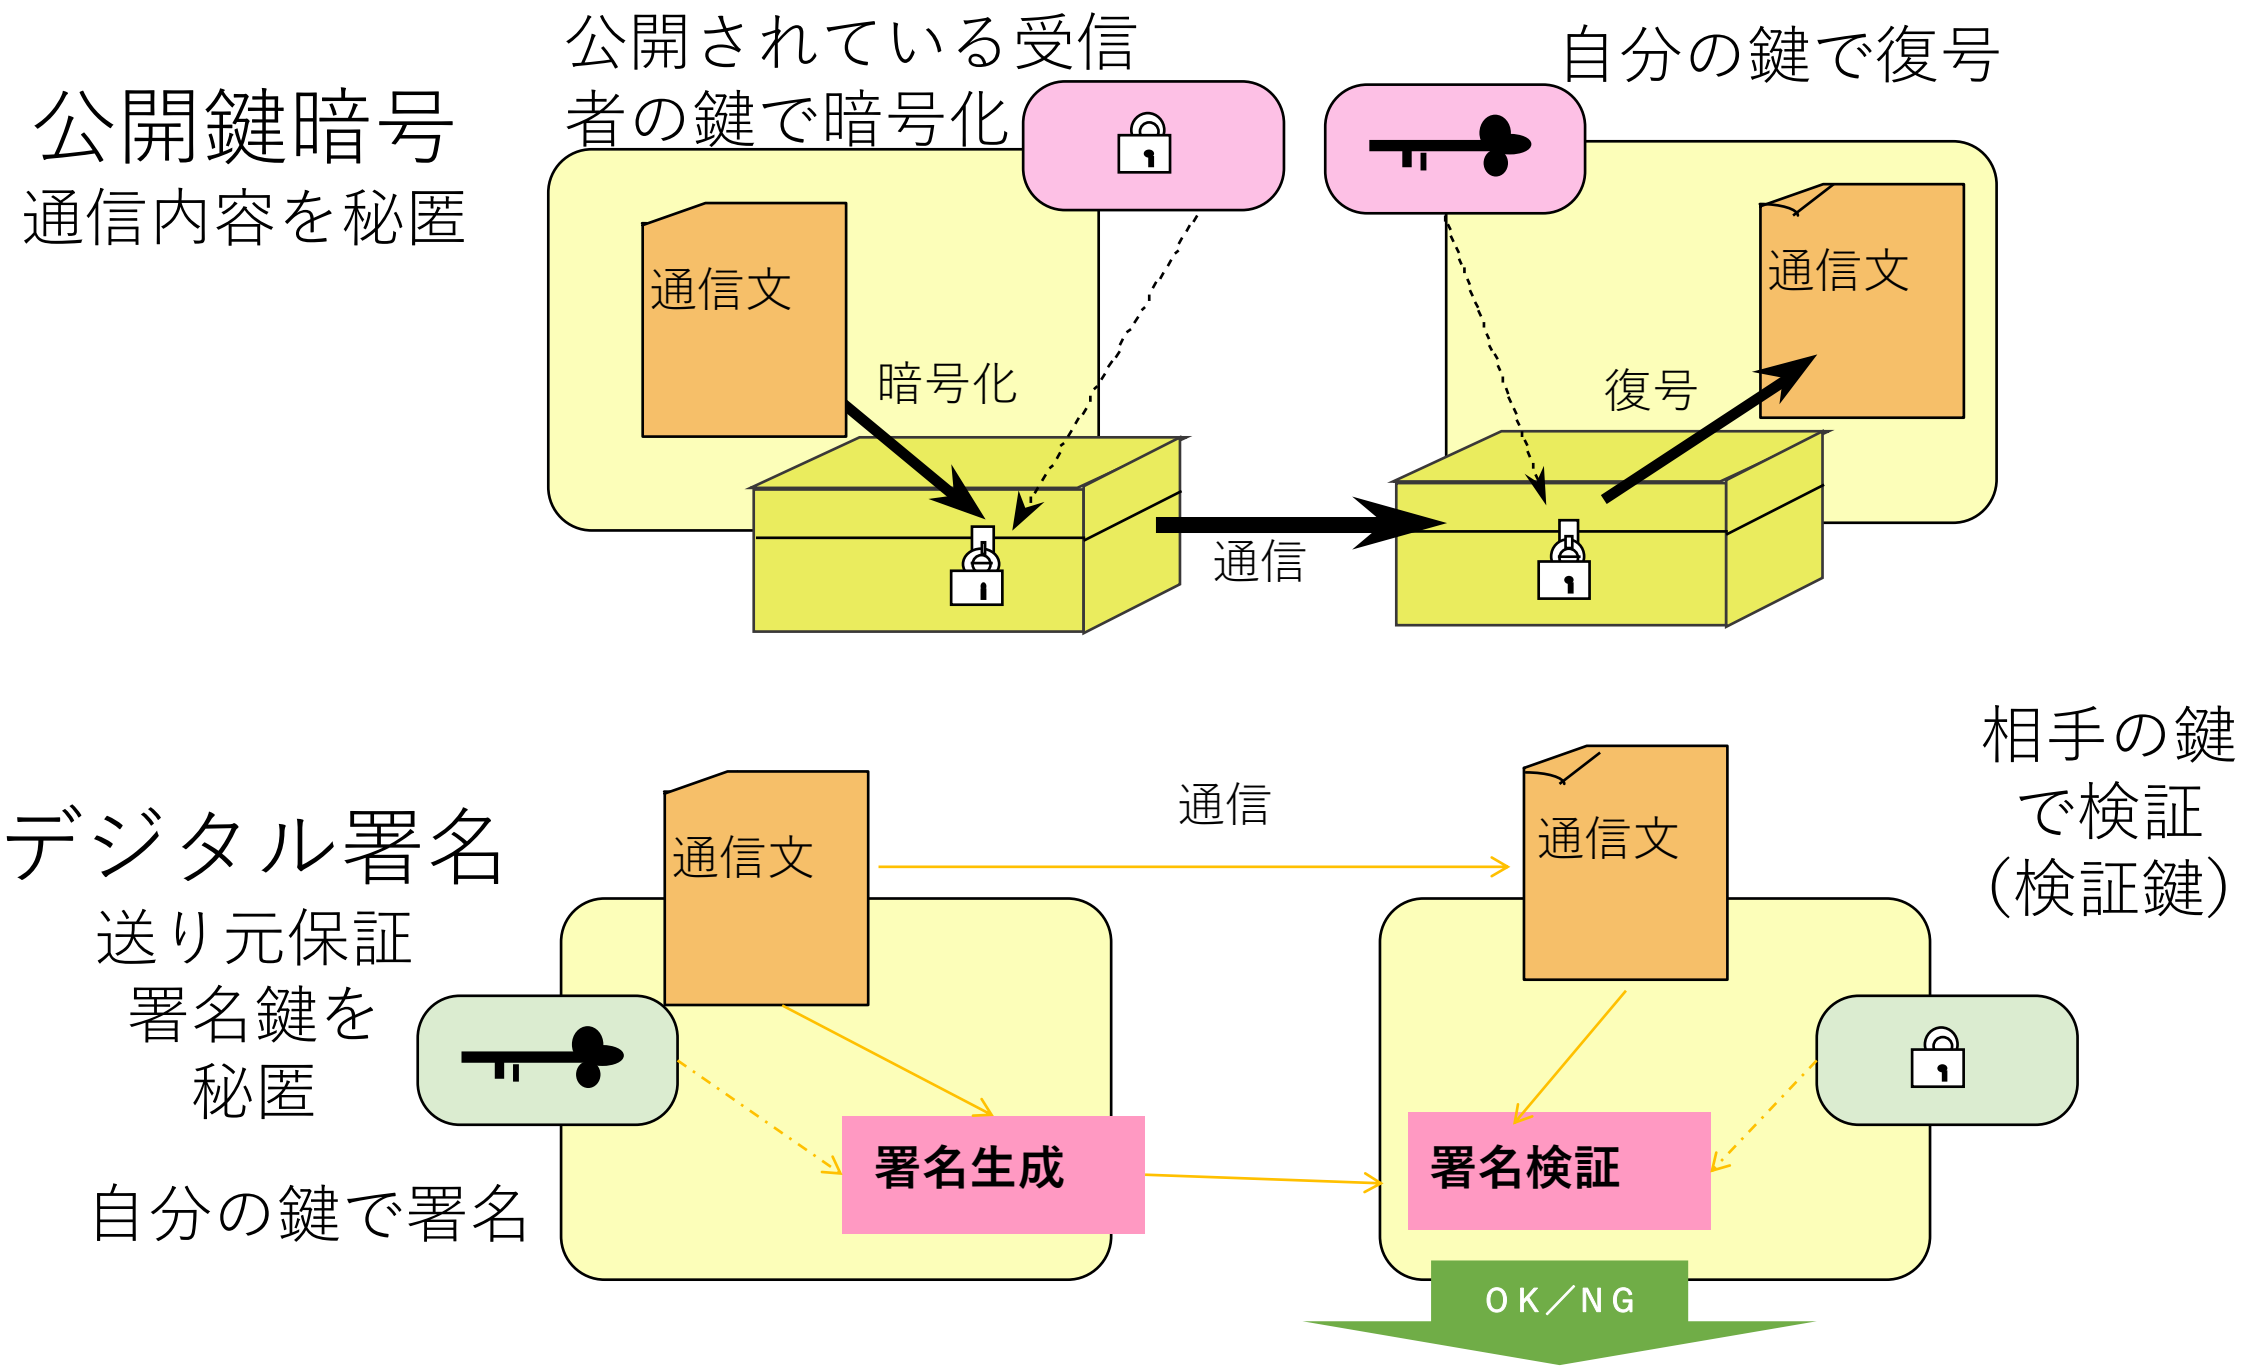 公開鍵暗号
通信内容を秘匿
公開されている受信
者の鍵で暗号化
自分の鍵で復号
通信文
暗号化
通信
復号
通信文
デジタル署名
送り元保証
署名鍵を
秘匿
自分の鍵で署名
通信文
通信
通信文
相手の鍵
で検証
（検証鍵）
署名生成
署名検証
ＯＫ／ＮＧ